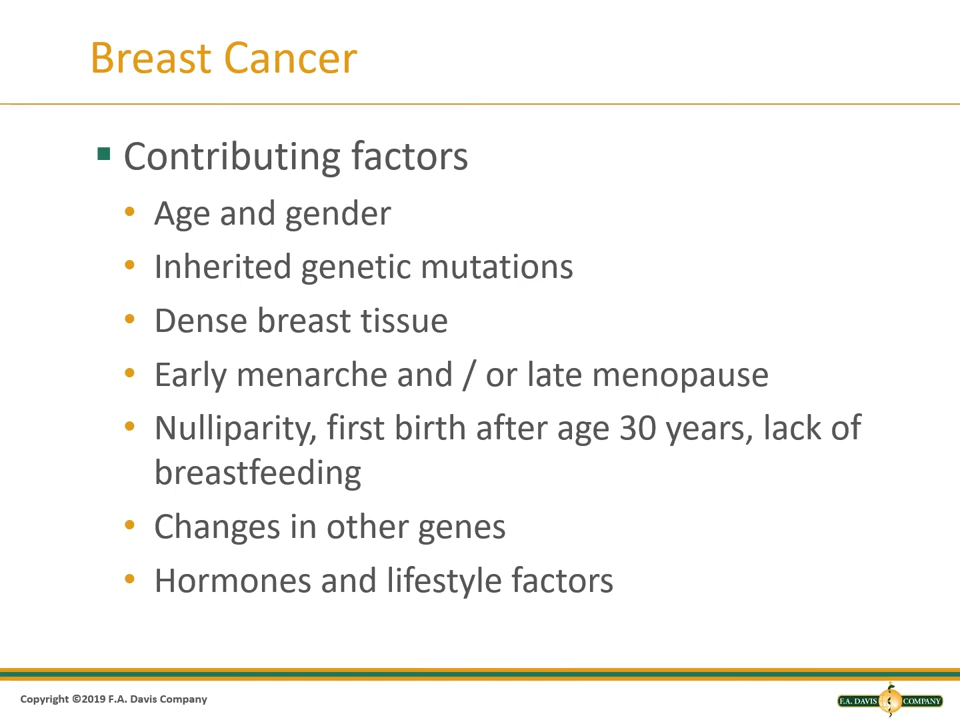 Breast Cancer
Contributing factors
Age and gender
Inherited genetic mutations
Dense breast tissue
Early menarche and / or late menopause
Nulliparity, first birth after age 30 years, lack of
breastfeeding
Changes in other genes
Hormones and lifestyle factors
Copyright ©2019 F.A. Davis Company
F.A. DAVIS COMPANY